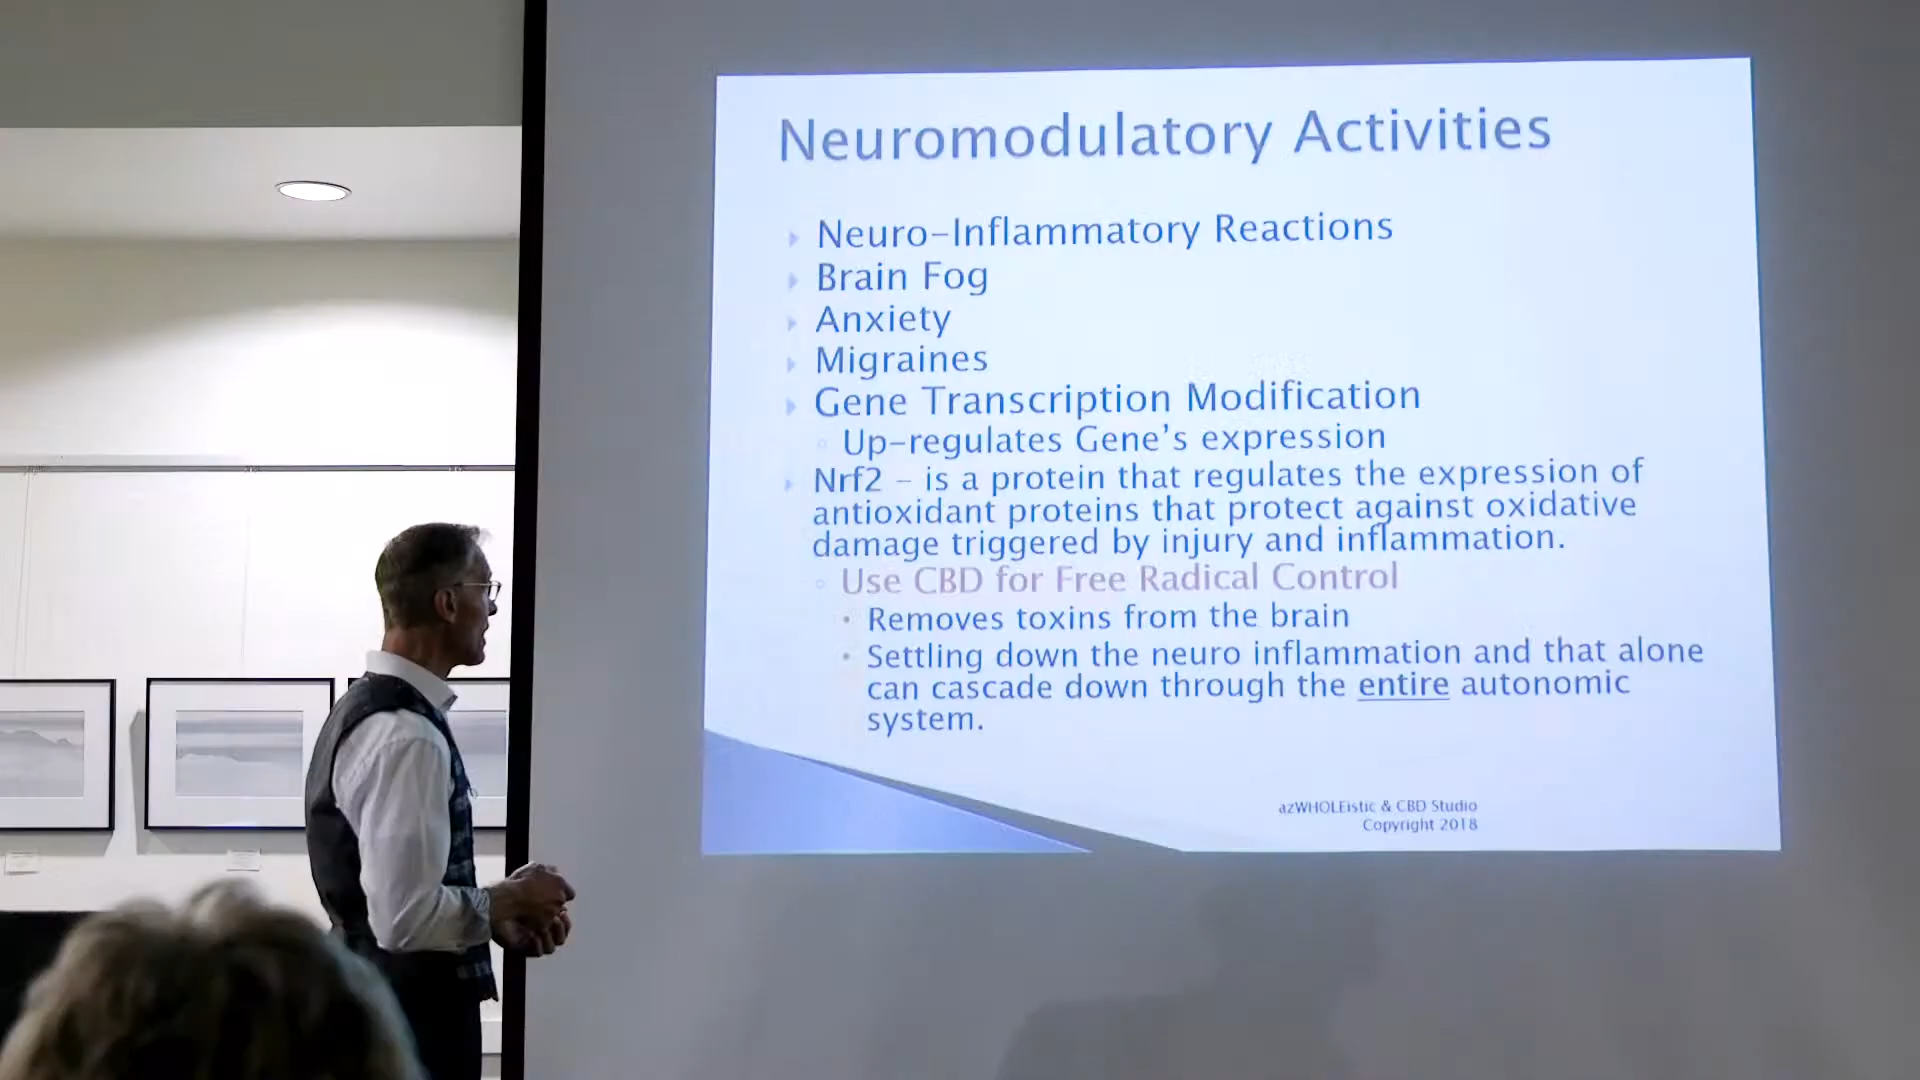 Neuromodulatory Activities
Neuro-Inflammatory Reactions
Brain Fog
Anxiety
Migraines
Gene Transcription Modification
Up-regulates Gene's expression
Nrf2 – is a protein that regulates the expression of
antioxidant proteins that protect against oxidative
damage triggered by injury and inflammation.
Use CBD for Free Radical Control
Removes toxins from the brain
Settling down the neuro inflammation and that alone
can cascade down through the entire autonomic
system.
azWHOLEistic & CBD Studio
Copyright 2018